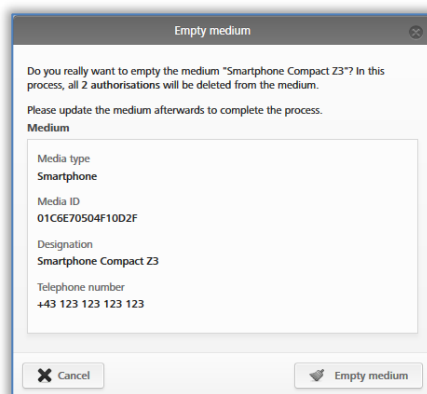 Empty medium
Do you really want to empty the medium "Smartphone Compact Z3"? In this
process, all 2 authorisations will be deleted from the medium.
Please update the medium afterwards to complete the process.
Medium
Media type
Smartphone
Media ID
01C6E70504F10D2F
Designation
Smartphone Compact Z3
Telephone number
+43 123 123 123 123
Cancel
Empty medium